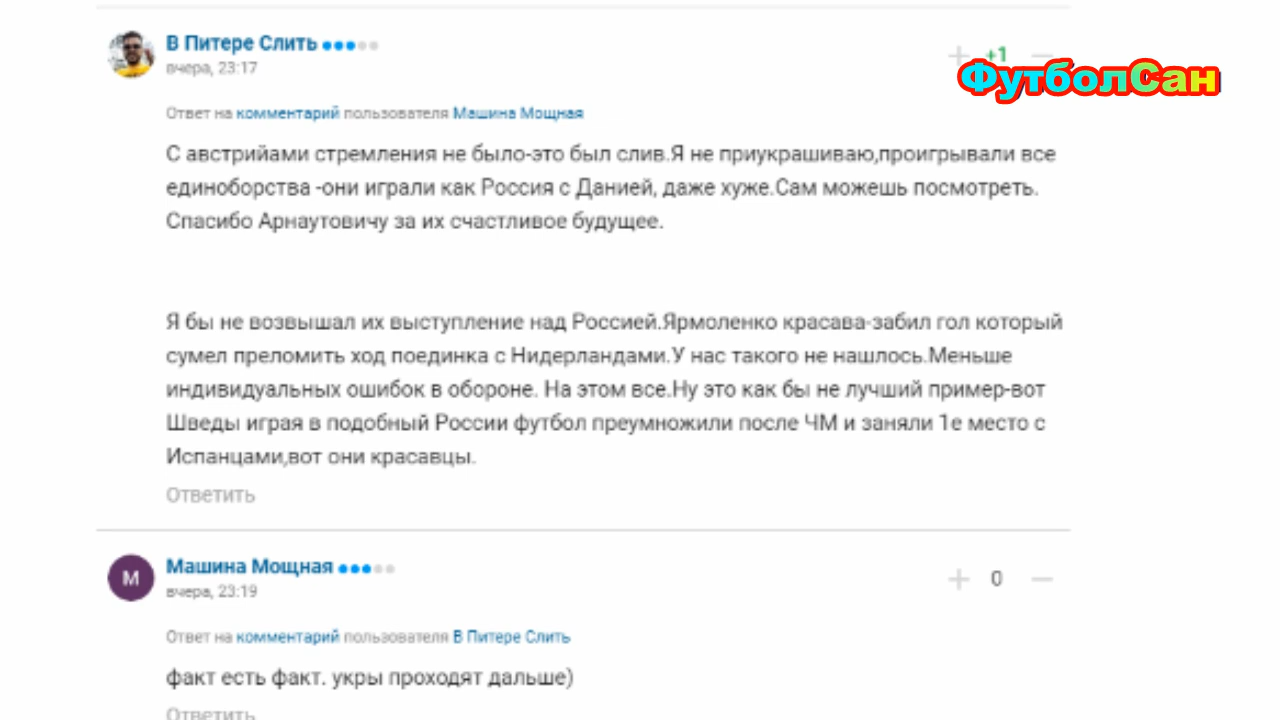 В Питере Слить
вчера, 23:17
+1
ФутболСан
Ответ на комментарий пользователя Машина Мощная
С австрийами стремления не было-это был слив.Я не приукрашиваю,проигрывали все
единоборства -они играли как Россия с Данией, даже хуже.Сам можешь посмотреть.
Спасибо Арнаутовичу за их счастливое будущее.
Я бы не возвышал их выступление над Россией.Ярмоленко красава-забил гол который
сумел преломить ход поединка с Нидерландами.У нас такого не нашлось.Меньше
индивидуальных ошибок в обороне. На этом все.Ну это как бы не лучший пример-вот
Шведы играя в подобный России футбол преумножили после ЧМ и заняли 1е место с
Испанцами,вот они красавцы.
Ответить
М
Машина Мощная
вчера, 23:19
0
Ответ на комментарий пользователя В Питере Слить
факт есть факт. укры проходят дальше)
Ответить